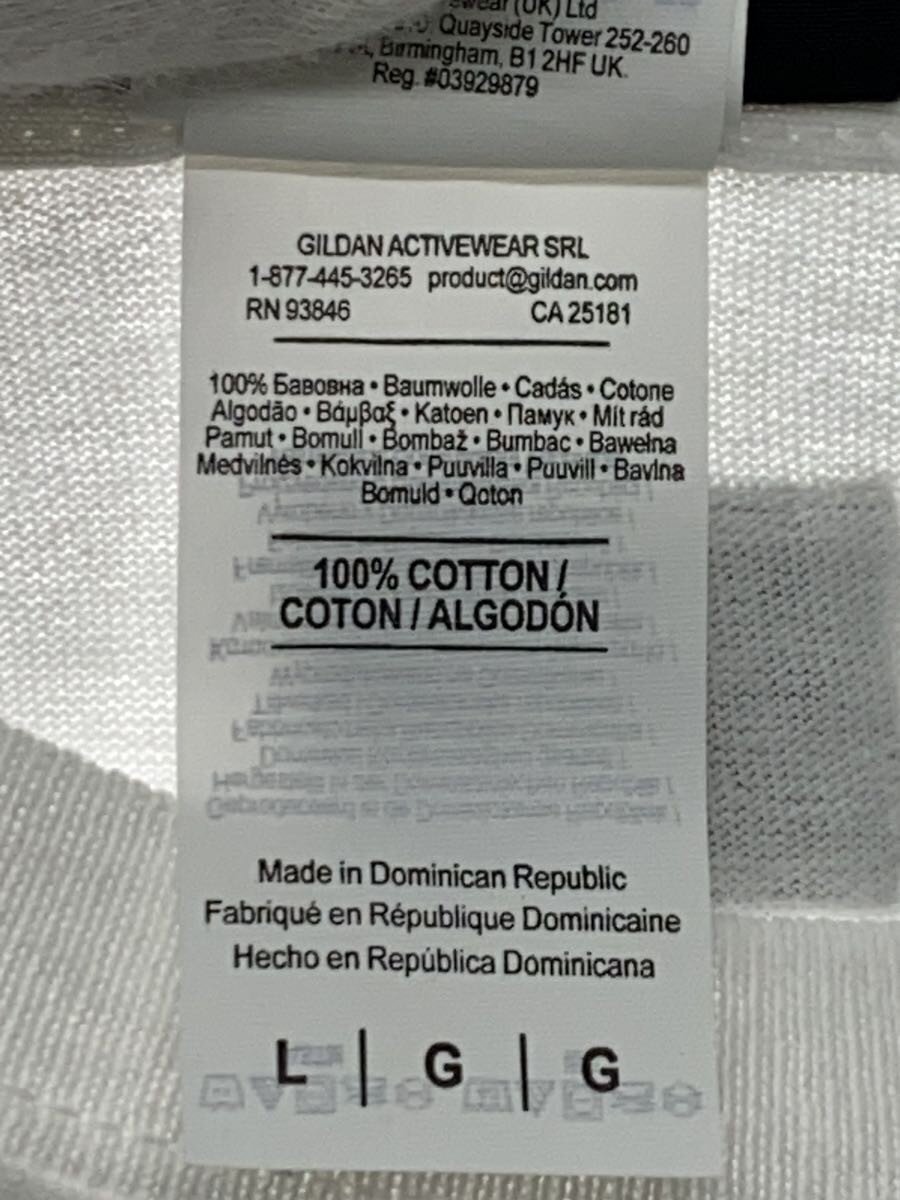 (UK) Ltd
Quayside Tower 252-260
Birmingham, B1 2HF UK.
Reg. #03929879
GILDAN ACTIVEWEAR SRL
1-877-445-3265 product@gildan.com
RN 93846 CA 25181
100% Бавовна • Baumwolle • Cadás • Cotone
Algodão • Βάμβαξ • Katoen • Памук • Mít rád
Pamut • Bomull • Bombaž • Bumbac • Bawełna
Medvilnės • Kokvilna • Puuvilla • Puuvill • Bavlna
Bomuld • Qoton
100% COTTON /
COTON / ALGODÓN
Made in Dominican Republic
Fabriqué en République Dominicaine
Hecho en República Dominicana
L | G | G